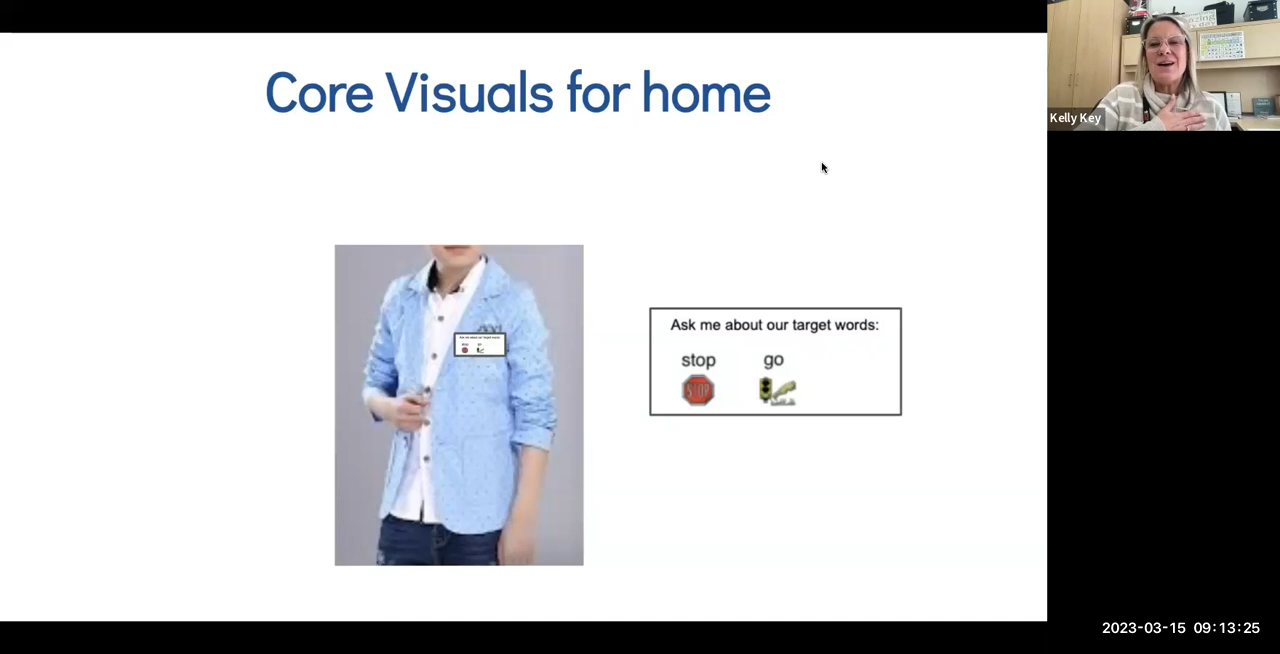 Core Visuals for home
Kelly Key
Ask me about our target words:
stop go
STOP
2023-03-15 09:13:25